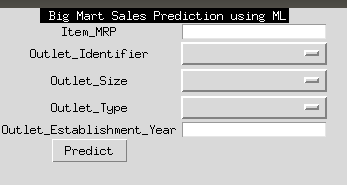 Big Mart Sales Prediction using ML
Item_MRP
Outlet_Identifier
Outlet_Size
Outlet_Type
Outlet_Establishment_Year
Predict